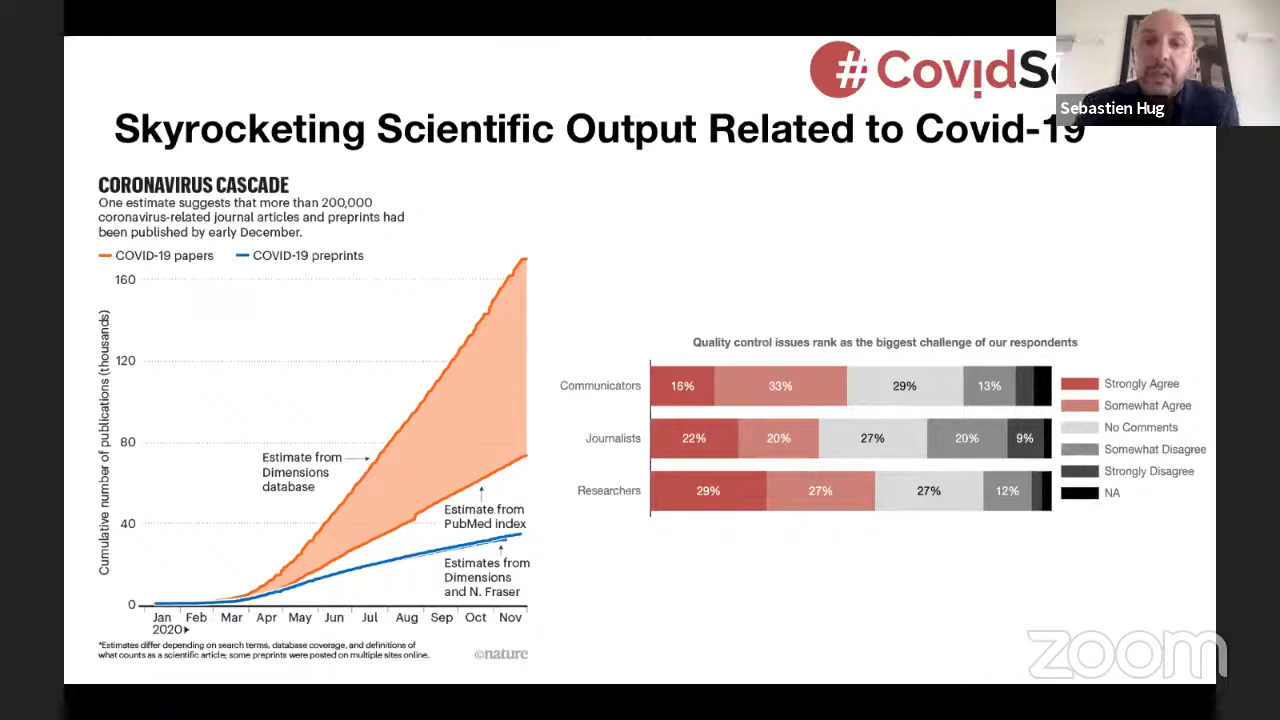 #CovidSc
Sebastien Hug
Skyrocketing Scientific Output Related to Covid-19
CORONAVIRUS CASCADE
One estimate suggests that more than 200,000
coronavirus-related journal articles and preprints had
been published by early December.
COVID-19 papers COVID-19 preprints
Cumulative number of publications (thousands)
160
120
80
40
0
Estimate from
Dimensions
database
Estimate from
PubMed index
Estimates from
Dimensions
and N. Fraser
Jan Feb Mar Apr May Jun Jul Aug Sep Oct Nov
2020
*Estimates differ depending on search terms, database coverage, and definitions of
what counts as a scientific article; some preprints were posted on multiple sites online.
©nature
Quality control issues rank as the biggest challenge of our respondents
Communicators 16% 33% 29% 13%
Journalists 22% 20% 27% 20% 9%
Researchers 29% 27% 27% 12%
Strongly Agree
Somewhat Agree
No Comments
Somewhat Disagree
Strongly Disagree
NA
zoom